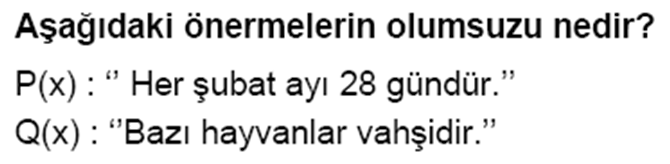 Aşağıdaki önermelerin olumsuzu nedir?
P(x) : ‘’ Her şubat ayı 28 gündür.’’
Q(x) : ‘’Bazı hayvanlar vahşidir.’’